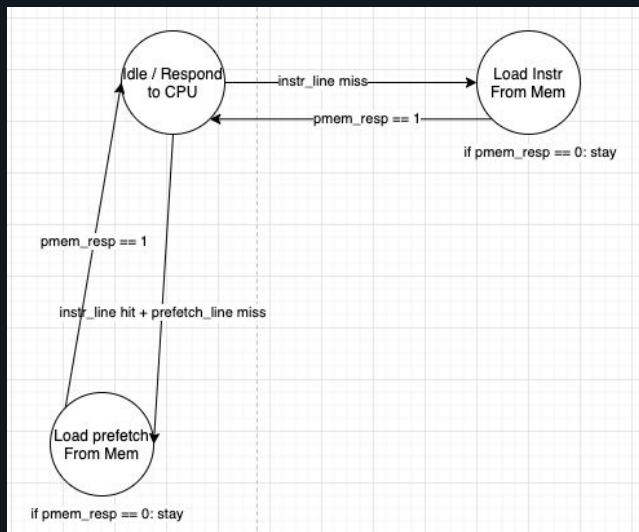 Idle / Respond
to CPU
instr_line miss
Load Instr
From Mem
pmem_resp == 1
if pmem_resp == 0: stay
pmem_resp == 1
instr_line hit + prefetch_line miss
Load prefetch
From Mem
if pmem_resp == 0: stay